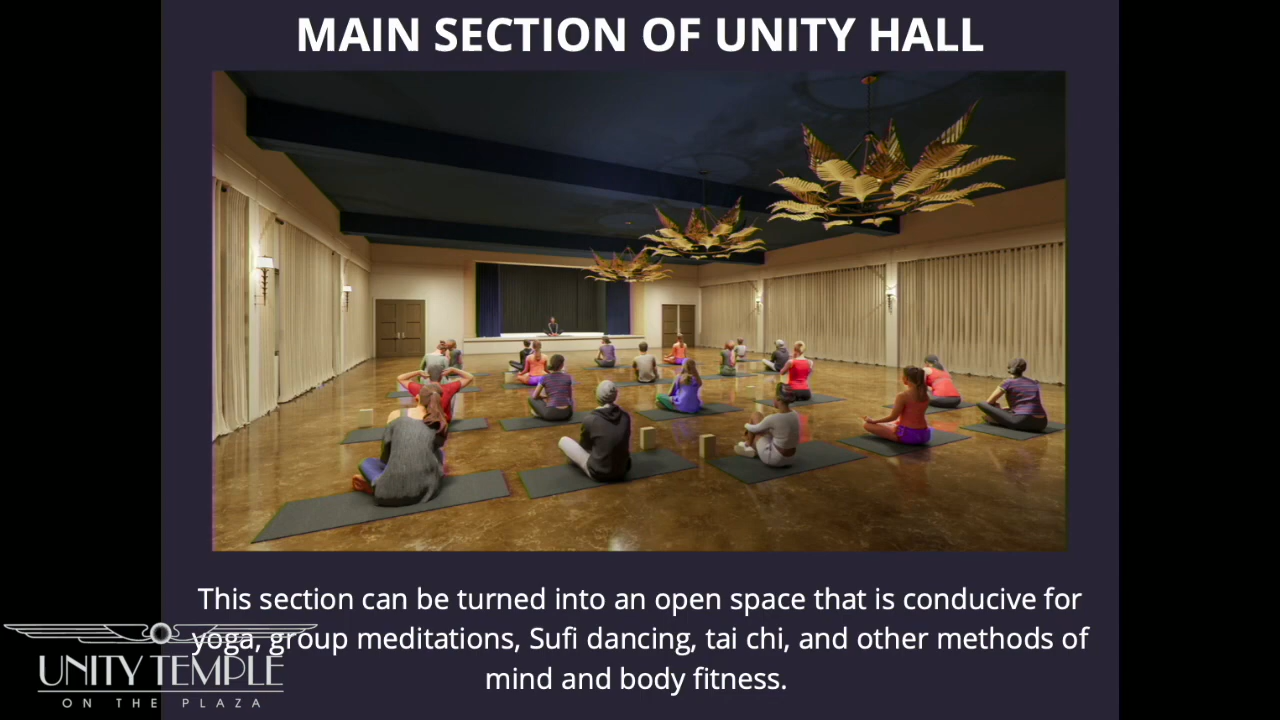 MAIN SECTION OF UNITY HALL
This section can be turned into an open space that is conducive for
yoga, group meditations, Sufi dancing, tai chi, and other methods of
mind and body fitness.
UNITY TEMPLE
ON THE PLAZA